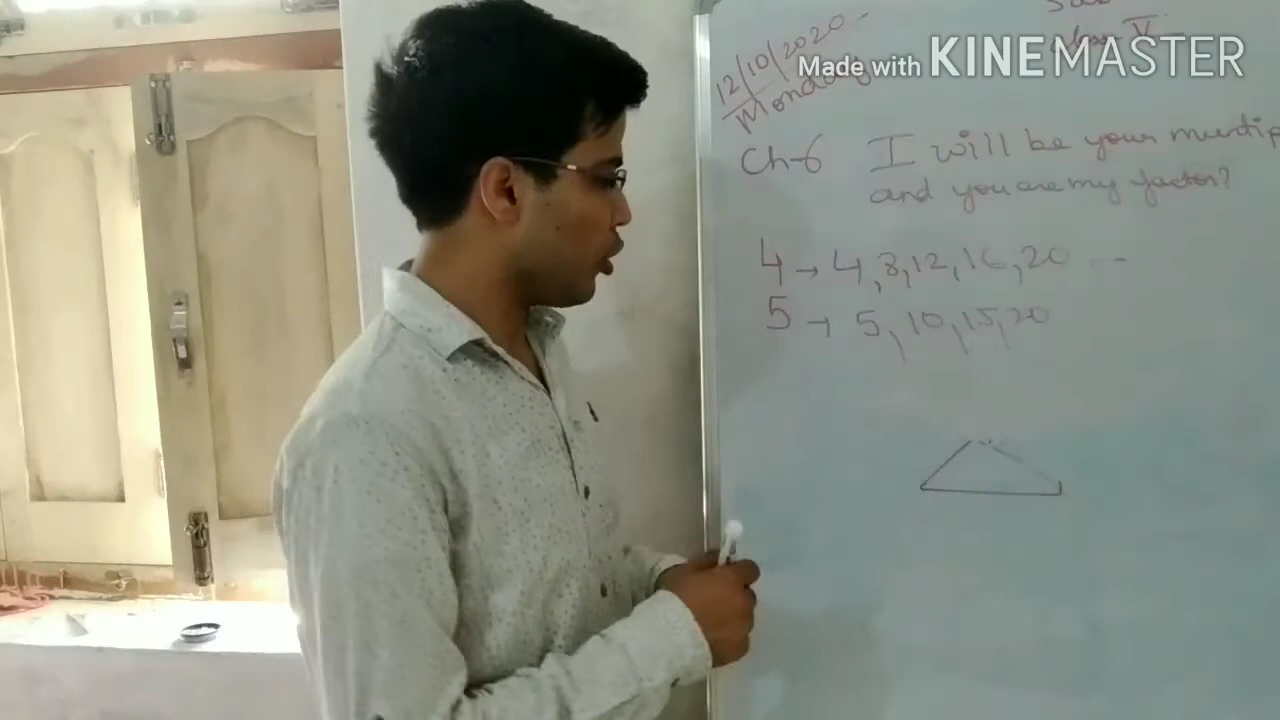 12/10/2020
Monday
V
Made with KINEMASTER
Ch-6 I will be your
and you are my factor?
4 → 4, 8, 12, 16, 20 ---
5 → 5, 10, 15, 20